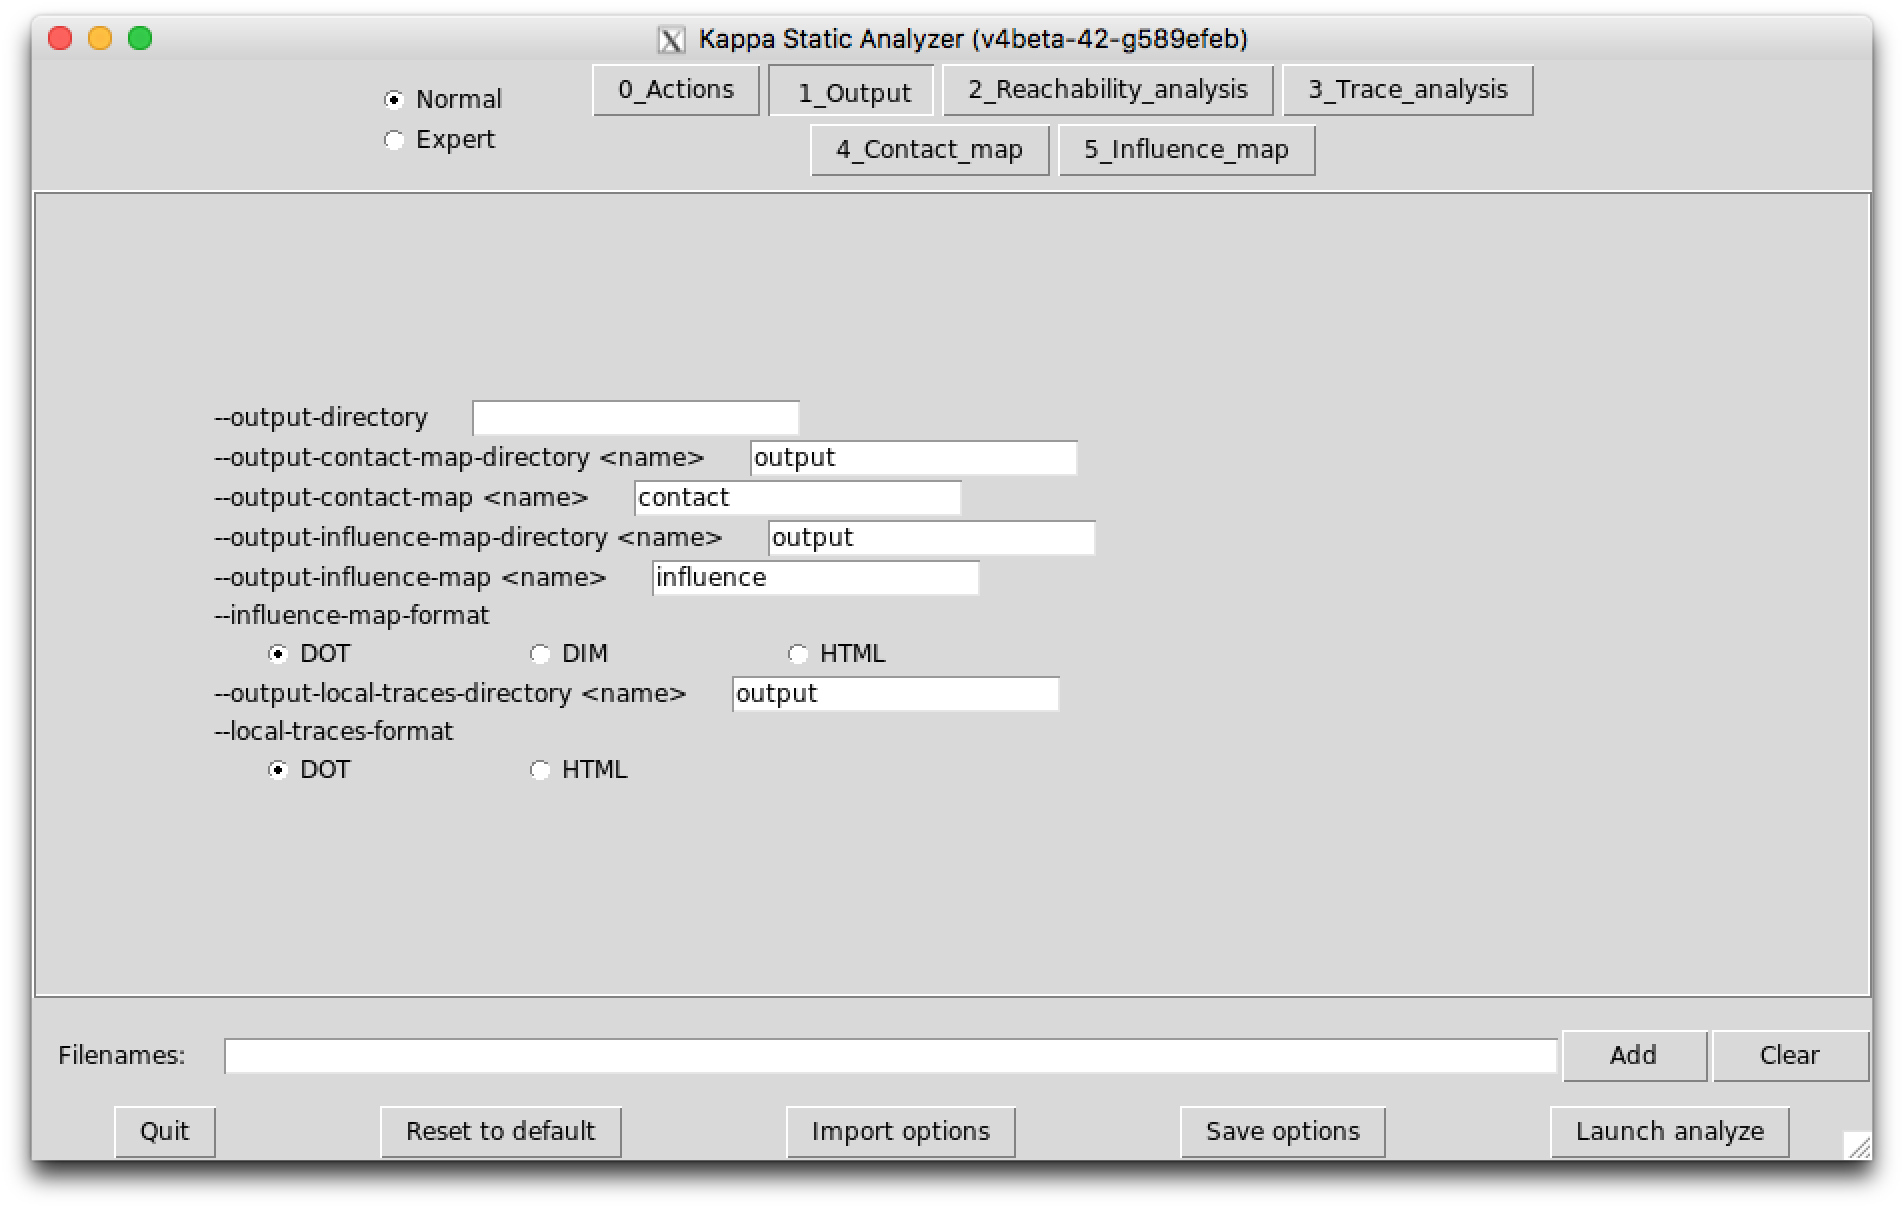 Kappa Static Analyzer (v4beta-42-g589efeb)
Normal
Expert
0_Actions 1_Output 2_Reachability_analysis 3_Trace_analysis
4_Contact_map 5_Influence_map
--output-directory
--output-contact-map-directory <name> output
--output-contact-map <name> contact
--output-influence-map-directory <name> output
--output-influence-map <name> influence
--influence-map-format
DOT DIM HTML
--output-local-traces-directory <name> output
--local-traces-format
DOT HTML
Filenames: Add Clear
Quit Reset to default Import options Save options Launch analyze